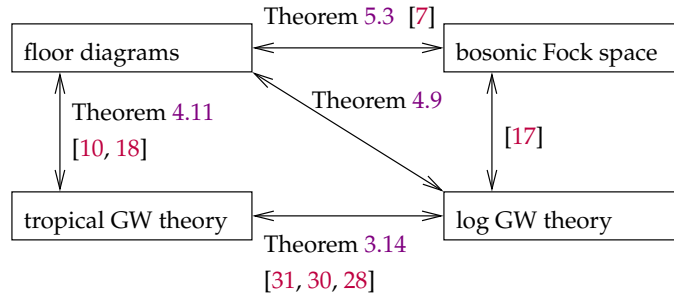 Theorem 5.3 [7]
floor diagrams
bosonic Fock space
Theorem 4.11
[10, 18]
Theorem 4.9
[17]
tropical GW theory
log GW theory
Theorem 3.14
[31, 30, 28]